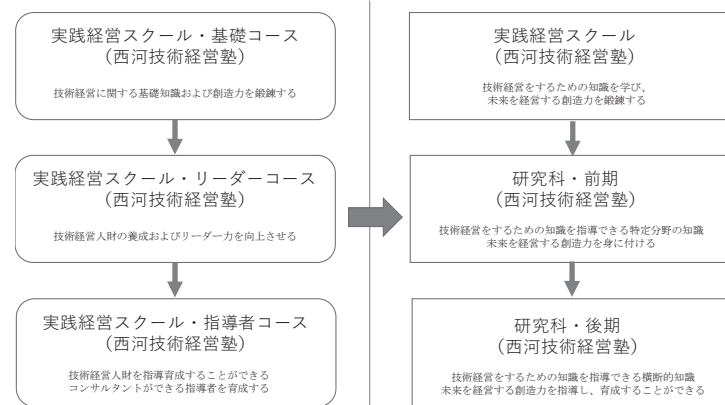 実践経営スクール・基礎コース
（西河技術経営塾）
技術経営に関する基礎知識および創造力を鍛錬する
実践経営スクール・リーダーコース
（西河技術経営塾）
技術経営人財の養成およびリーダー力を向上させる
実践経営スクール・指導者コース
（西河技術経営塾）
技術経営人財を指導育成することができる
コンサルタントができる指導者を育成する
実践経営スクール
（西河技術経営塾）
技術経営をするための知識を学び、
未来を経営する創造力を鍛錬する
研究科・前期
（西河技術経営塾）
技術経営をするための知識を指導できる特定分野の知識
未来を経営する創造力を身に付ける
研究科・後期
（西河技術経営塾）
技術経営をするための知識を指導できる横断的知識
未来を経営する創造力を指導し、育成することができる